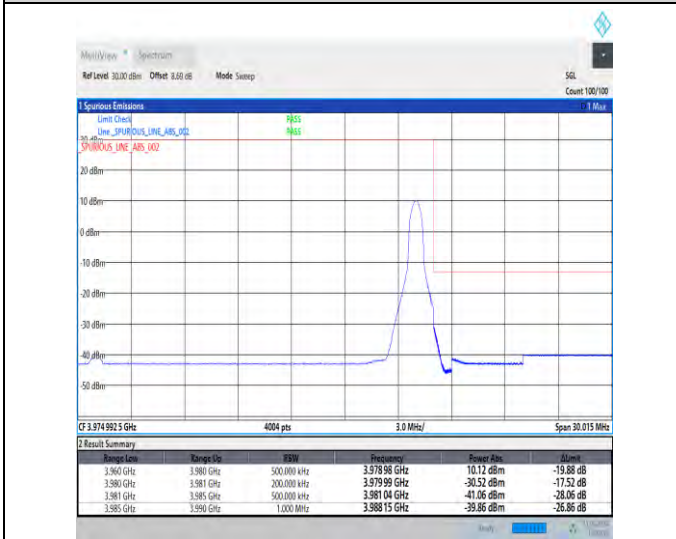 MultiView Spectrum
Ref Level 30.00 dBm Offset 8.69 dB Mode Sweep SGL
Count 100/100
1 Spurious Emissions 1 Max
Limit Check PASS
Line _SPURIOUS_LINE_ABS_002 PASS
30 dBm
_SPURIOUS_LINE_ABS_002
20 dBm
10 dBm
0 dBm
-10 dBm
-20 dBm
-30 dBm
-40 dBm
-50 dBm
CF 3.974 992 5 GHz 4004 pts 3.0 MHz/ Span 30.015 MHz
2 Result Summary
Range Low Range Up RBW Frequency Power Abs ΔLimit
3.960 GHz 3.980 GHz 500.000 kHz 3.978 98 GHz 10.12 dBm -19.88 dB
3.980 GHz 3.981 GHz 200.000 kHz 3.979 99 GHz -30.52 dBm -17.52 dB
3.981 GHz 3.985 GHz 500.000 kHz 3.981 04 GHz -41.06 dBm -28.06 dB
3.985 GHz 3.990 GHz 1.000 MHz 3.988 15 GHz -39.86 dBm -26.86 dB
Ready